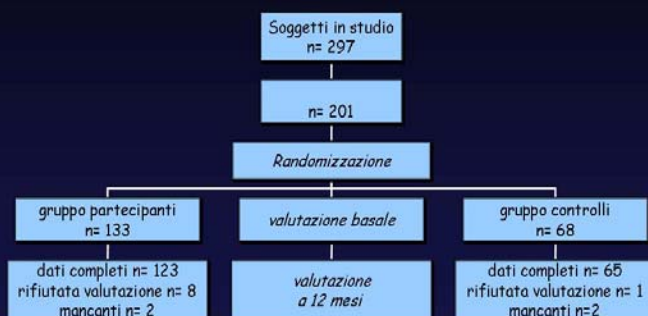 Soggetti in studio
n= 297
n= 201
Randomizzazione
gruppo partecipanti
n= 133
valutazione basale
gruppo controlli
n= 68
dati completi n= 123
rifiutata valutazione n= 8
mancanti n= 2
valutazione
a 12 mesi
dati completi n= 65
rifiutata valutazione n= 1
mancanti n=2